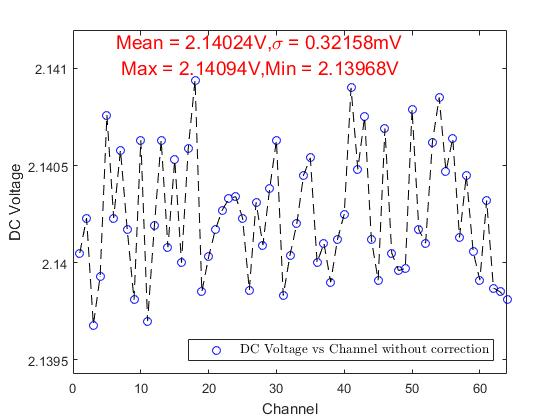 Mean = 2.14024V,σ = 0.32158mV
Max = 2.14094V,Min = 2.13968V
2.141
2.1405
2.14
2.1395
DC Voltage
DC Voltage vs Channel without correction
0 10 20 30 40 50 60
Channel